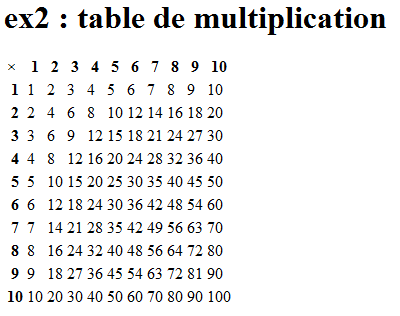 ex2 : table de multiplication
× 1 2 3 4 5 6 7 8 9 10
1 1 2 3 4 5 6 7 8 9 10
2 2 4 6 8 10 12 14 16 18 20
3 3 6 9 12 15 18 21 24 27 30
4 4 8 12 16 20 24 28 32 36 40
5 5 10 15 20 25 30 35 40 45 50
6 6 12 18 24 30 36 42 48 54 60
7 7 14 21 28 35 42 49 56 63 70
8 8 16 24 32 40 48 56 64 72 80
9 9 18 27 36 45 54 63 72 81 90
10 10 20 30 40 50 60 70 80 90 100